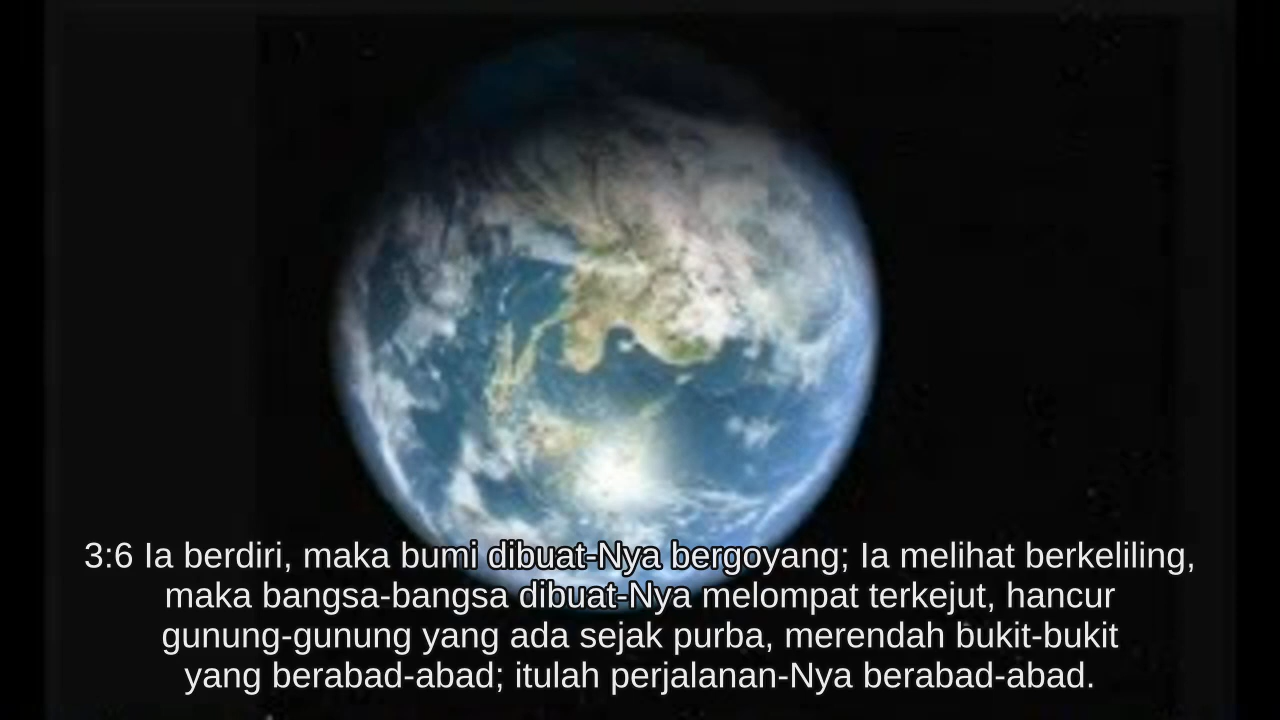 3:6 Ia berdiri, maka bumi dibuat-Nya bergoyang; Ia melihat berkeliling,
maka bangsa-bangsa dibuat-Nya melompat terkejut, hancur
gunung-gunung yang ada sejak purba, merendah bukit-bukit
yang berabad-abad; itulah perjalanan-Nya berabad-abad.